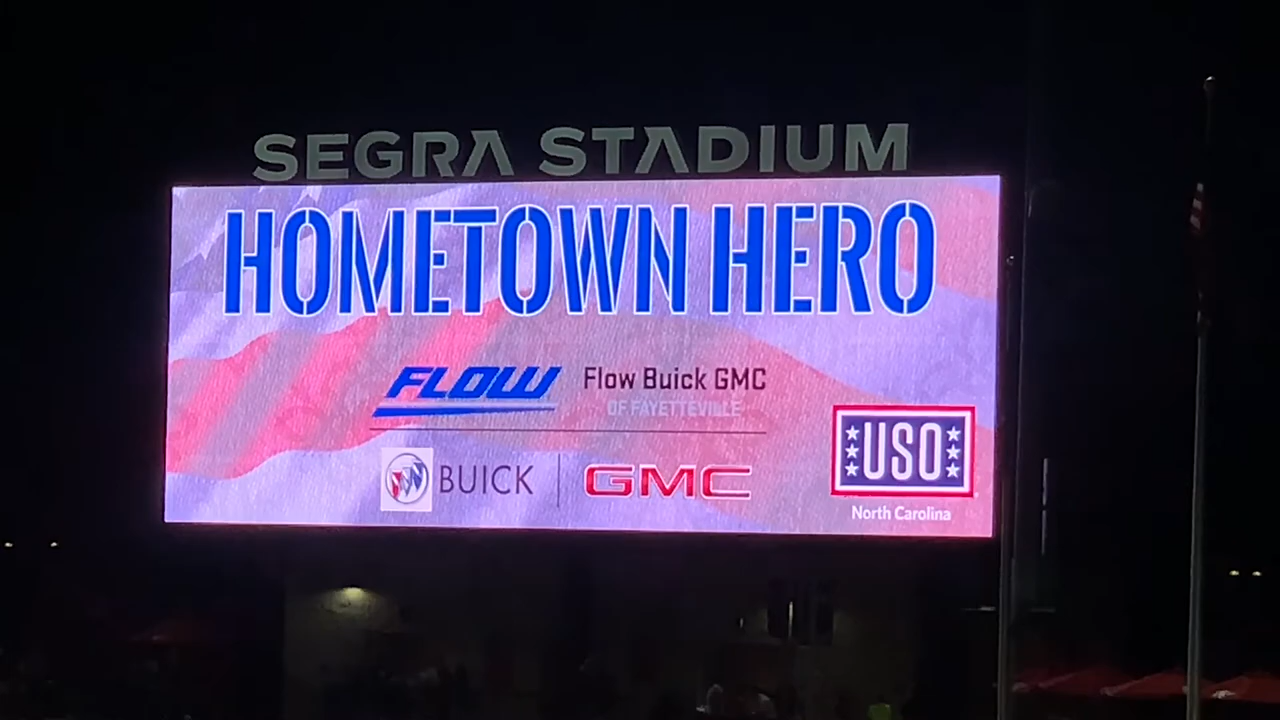 SEGRA STADIUM
HOMETOWN HERO
FLOW
Flow Buick GMC
OF FAYETTEVILLE
BUICK
GMC
USO
North Carolina